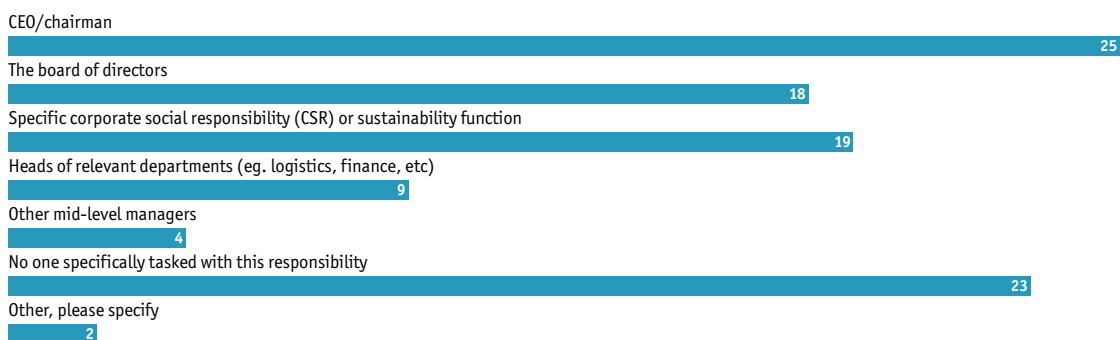 CEO/chairman
25
The board of directors
18
Specific corporate social responsibility (CSR) or sustainability function
19
Heads of relevant departments (eg. logistics, finance, etc)
9
Other mid-level managers
4
No one specifically tasked with this responsibility
23
Other, please specify
2